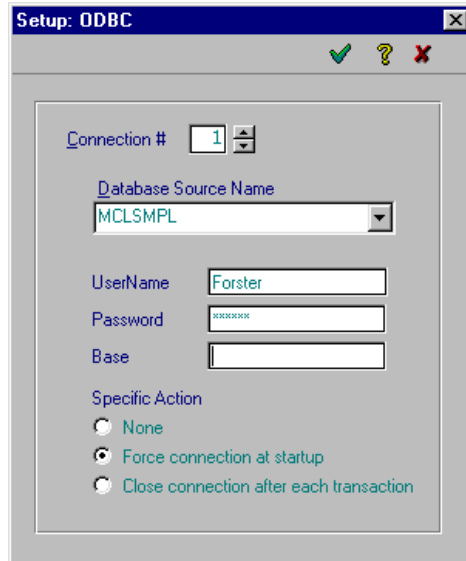 Setup: ODBC
Connection # 1
Database Source Name
MCLSMPL
UserName Forster
Password ******
Base
Specific Action
None
Force connection at startup
Close connection after each transaction